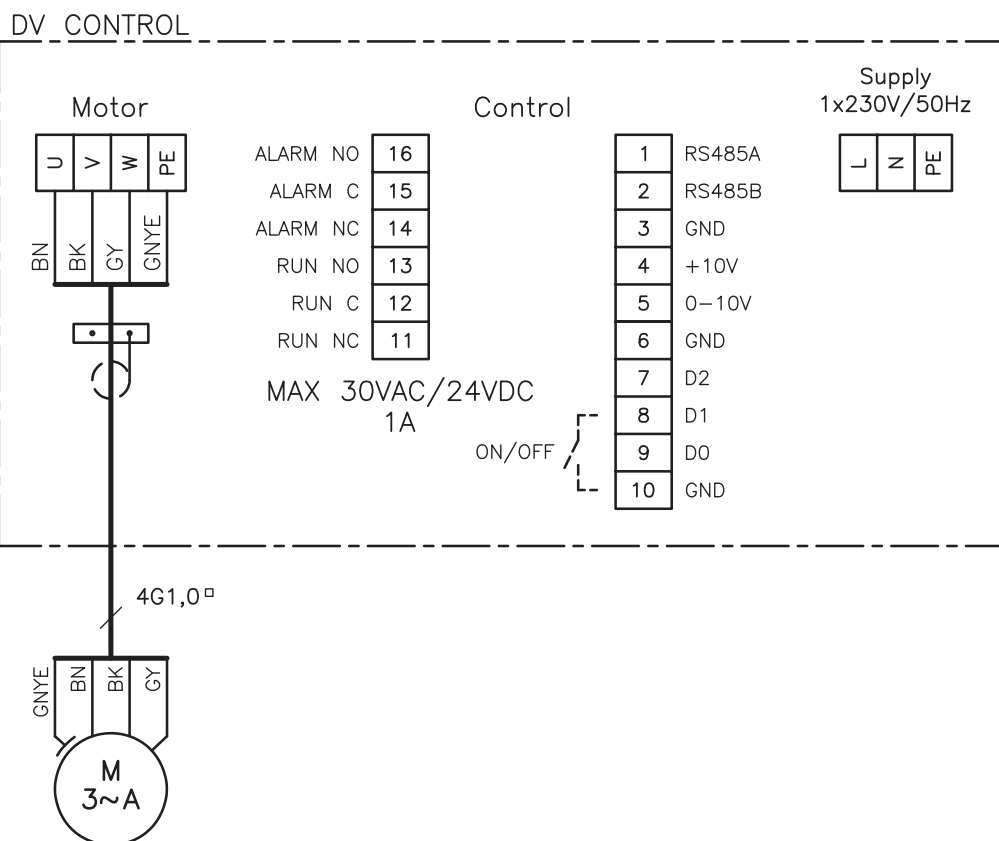 DV CONTROL
Motor
Control
Supply
1x230V/50Hz
U V W PE
L N PE
BN BK GY GNYE
ALARM NO 16
ALARM C 15
ALARM NC 14
RUN NO 13
RUN C 12
RUN NC 11
MAX 30VAC/24VDC
1A
1 RS485A
2 RS485B
3 GND
4 +10V
5 0-10V
6 GND
7 D2
8 D1
9 D0
10 GND
ON/OFF
4G1,0□
GNYE BN BK GY
M
3~A